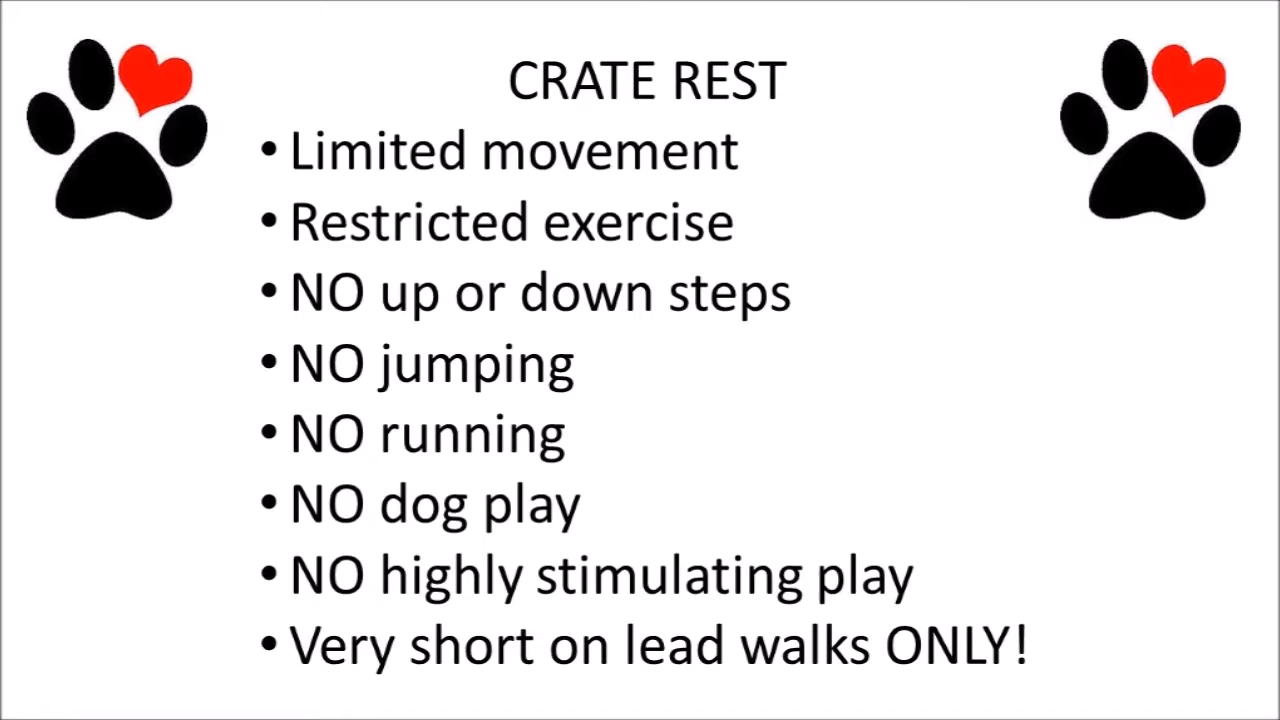 CRATE REST
• Limited movement
• Restricted exercise
• NO up or down steps
• NO jumping
• NO running
• NO dog play
• NO highly stimulating play
• Very short on lead walks ONLY!